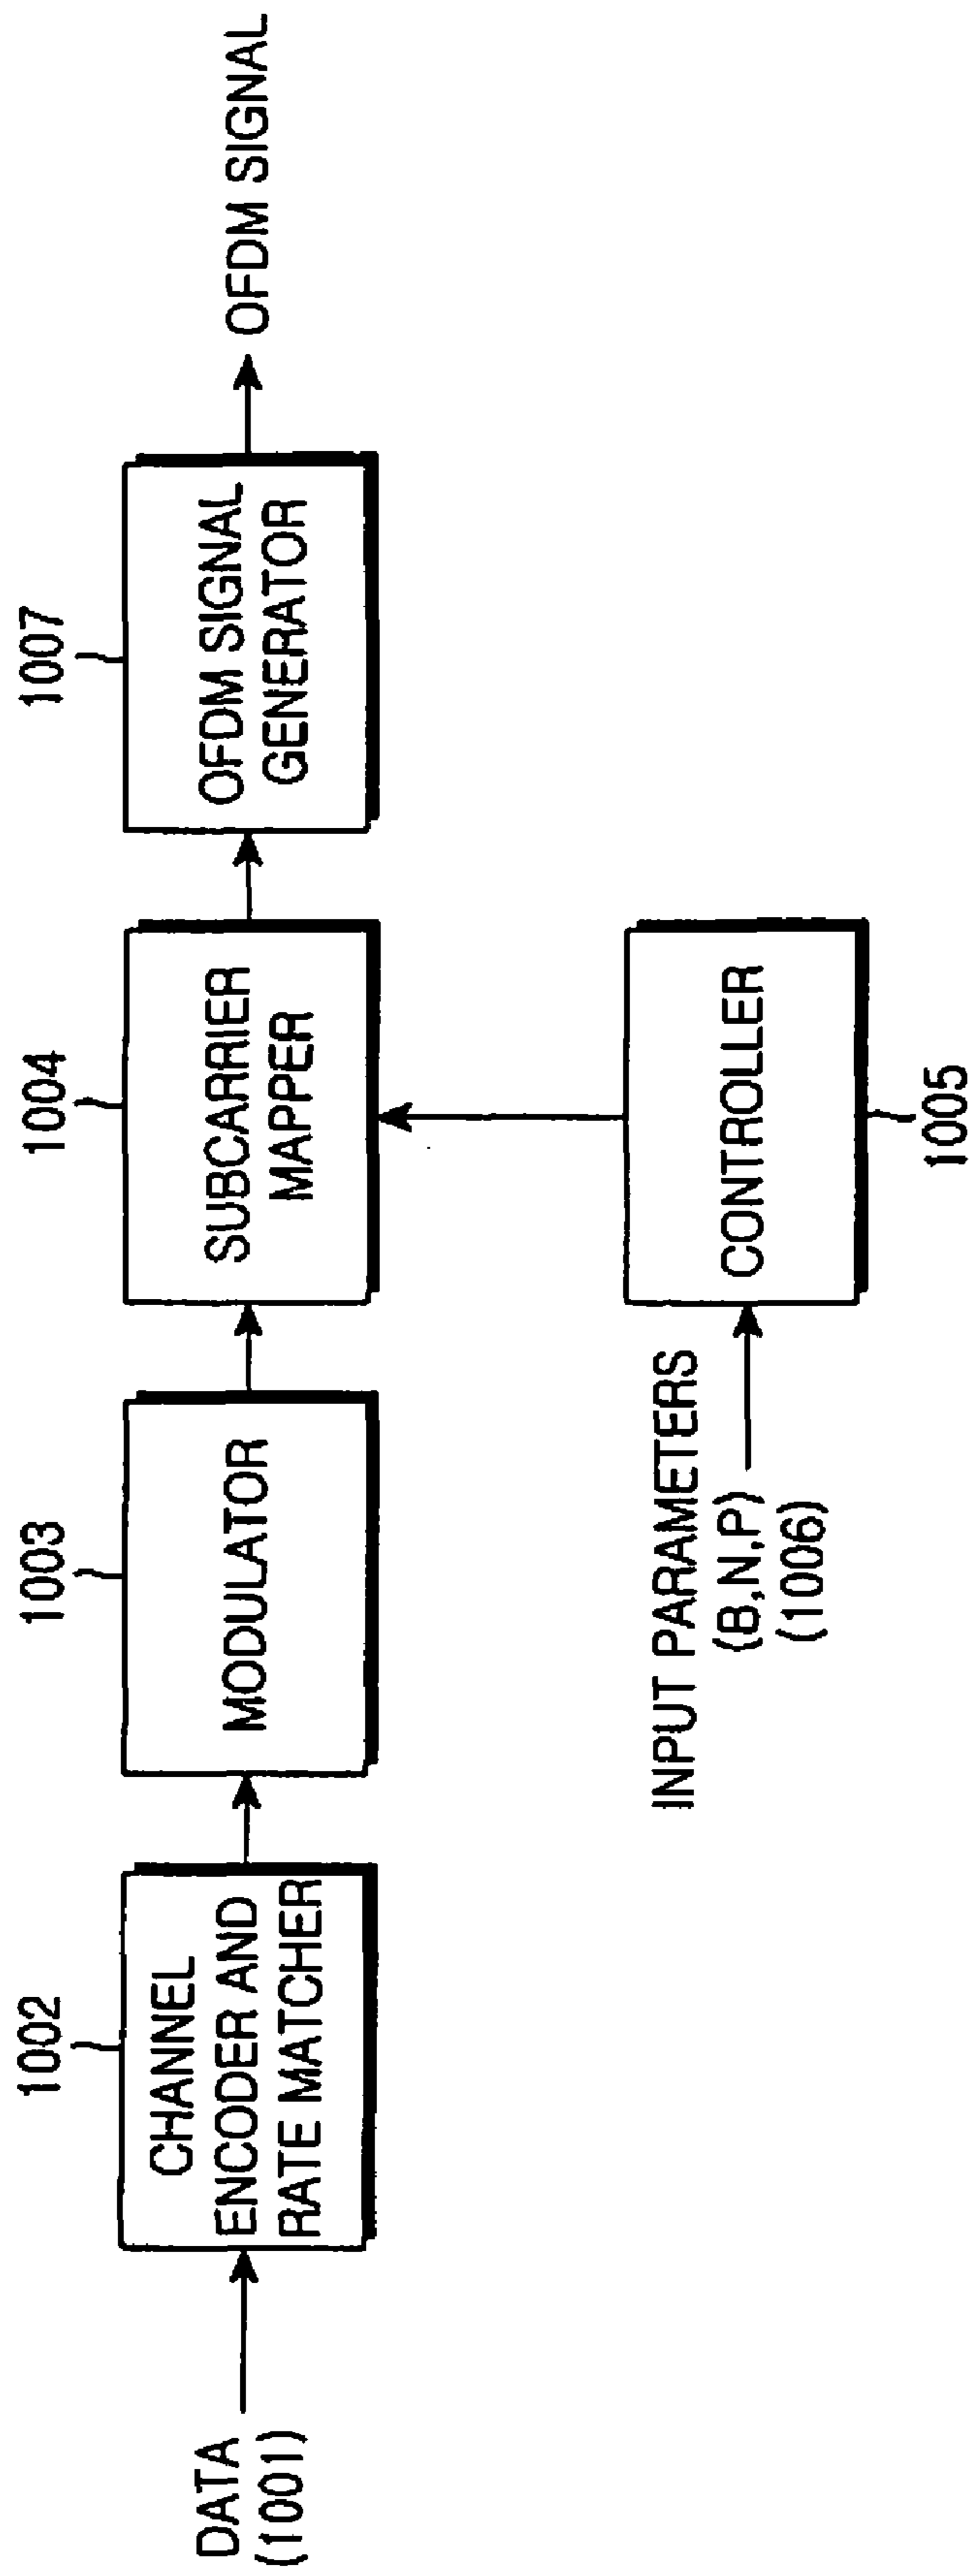 1002
1003
1004
1007
DATA
(1001)
CHANNEL
ENCODER AND
RATE MATCHER
MODULATOR
SUBCARRIER
MAPPER
OFDM SIGNAL
GENERATOR
OFDM SIGNAL
INPUT PARAMETERS
(B,N,P)
(1006)
CONTROLLER
1005